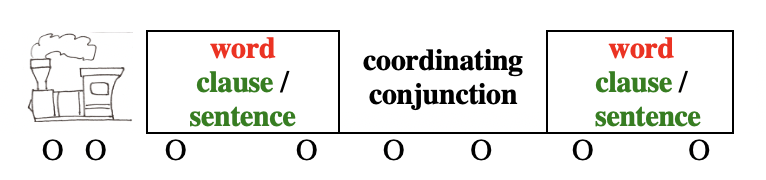 word
clause /
sentence
coordinating
conjunction
word
clause /
sentence
O O O O O O O O